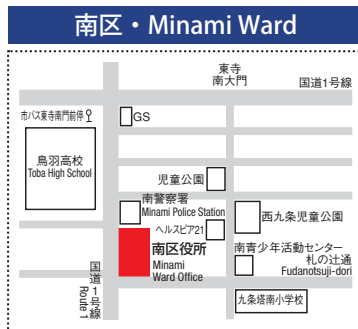 南区・Minami Ward
東寺
南大門
国道1号線
市バス東寺南門前停
GS
鳥羽高校
Toba High School
児童公園
南警察署
Minami Police Station
西九条児童公園
ヘルスピア21
南区役所
Minami
Ward Office
南青少年活動センター
札の辻通
Fudanotsuji-dori
国道1号線
Route 1
九条塔南小学校